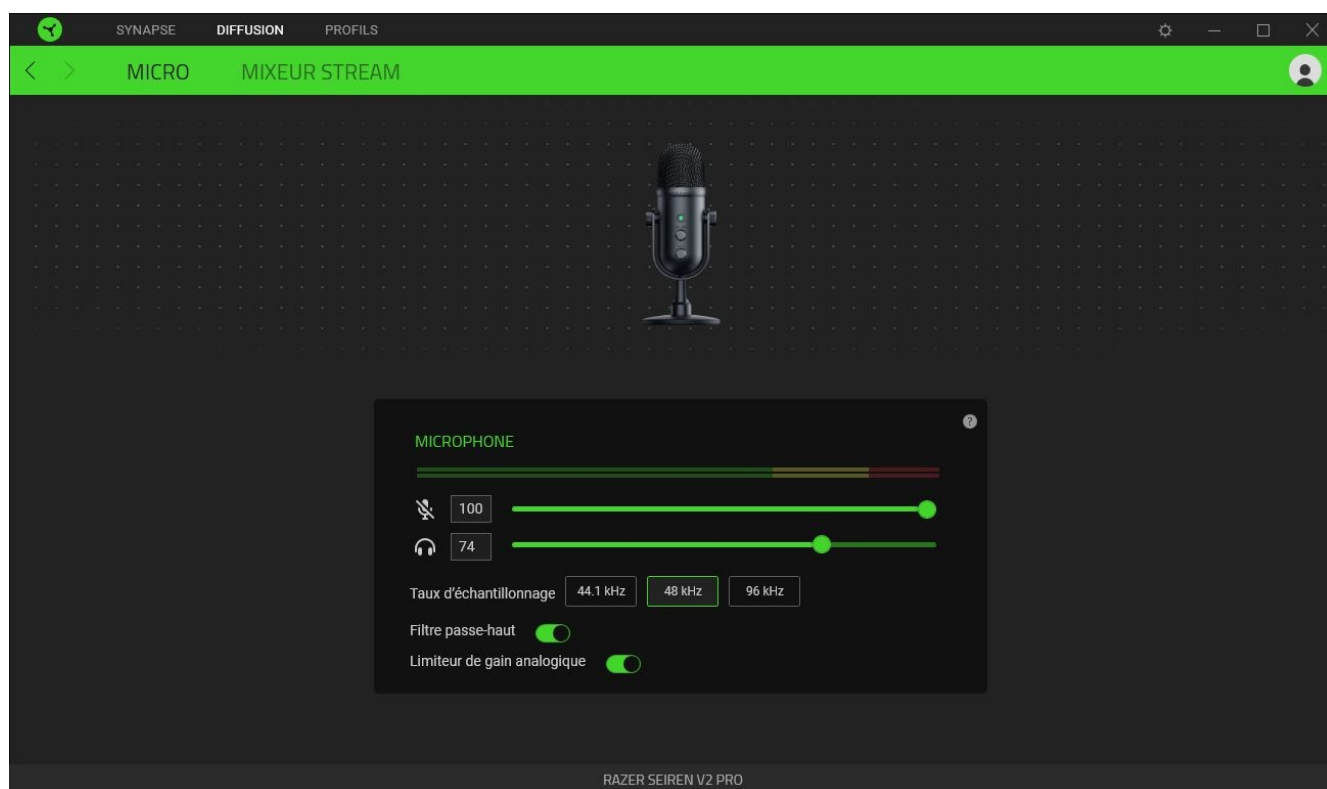 SYNAPSE DIFFUSION PROFILS
MICRO MIXEUR STREAM
?
MICROPHONE
100
74
Taux d'échantillonnage 44.1 kHz 48 kHz 96 kHz
Filtre passe-haut
Limiteur de gain analogique
RAZER SEIREN V2 PRO